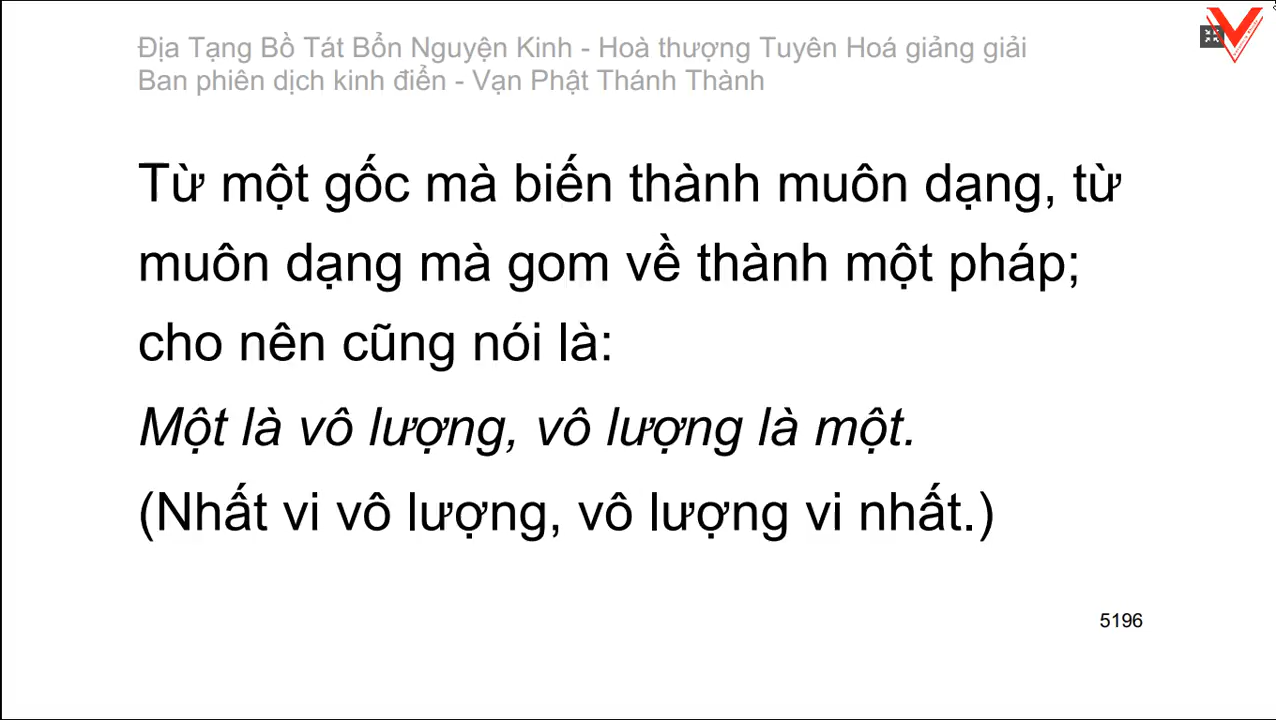 Địa Tạng Bồ Tát Bổn Nguyện Kinh - Hoà thượng Tuyên Hoá giảng giải
Ban phiên dịch kinh điển - Vạn Phật Thánh Thành
Từ một gốc mà biến thành muôn dạng, từ
muôn dạng mà gom về thành một pháp;
cho nên cũng nói là:
Một là vô lượng, vô lượng là một.
(Nhất vi vô lượng, vô lượng vi nhất.)
5196